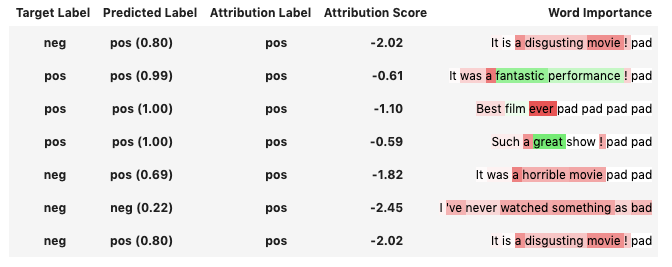 Target Label Predicted Label Attribution Label Attribution Score Word Importance
neg pos (0.80) pos -2.02 It is a disgusting movie ! pad
pos pos (0.99) pos -0.61 It was a fantastic performance ! pad
pos pos (1.00) pos -1.10 Best film ever pad pad pad pad
pos pos (1.00) pos -0.59 Such a great show ! pad pad
neg pos (0.69) pos -1.82 It was a horrible movie pad pad
neg neg (0.22) pos -2.45 I 've never watched something as bad
neg pos (0.80) pos -2.02 It is a disgusting movie ! pad